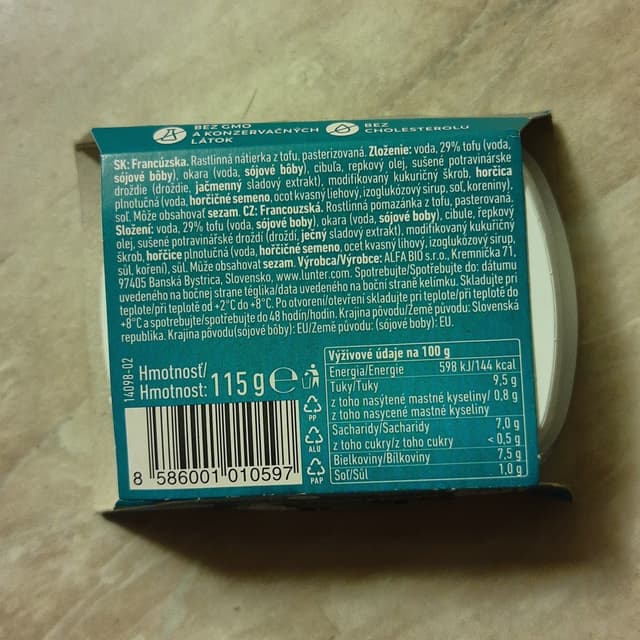 BEZ GMO
A KONZERVAČNÝCH
LÁTOK
BEZ
CHOLESTEROLU
SK: Francúzska. Rastlinná nátierka z tofu, pasterizovaná. Zloženie: voda, 29% tofu (voda,
sójové bôby), okara (voda, sójové bôby), cibuľa, repkový olej, sušené potravinárske
droždie (droždie, jačmenný sladový extrakt), modifikovaný kukuričný škrob, horčica
plnotučná (voda, horčičné semeno, ocot kvasný liehový, izoglukózový sirup, soľ, koreniny),
soľ. Môže obsahovať sezam. CZ: Francouzská. Rostlinná pomazánka z tofu, pasterovaná.
Složení: voda, 29% tofu (voda, sójové boby), okara (voda, sójové boby), cibule, řepkový
olej, sušené potravinářské droždí (droždí, ječný sladový extrakt), modifikovaný kukuřičný
škrob, hořčice plnotučná (voda, hořčičné semeno, ocet kvasný lihový, izoglukózový sirup,
sůl, koření), sůl. Může obsahovat sezam. Výrobca/Výrobce: ALFA BIO s.r.o., Kremnička 71,
97405 Banská Bystrica, Slovensko, www.lunter.com. Spotrebujte/Spotřebujte do: dátumu
uvedeného na bočnej strane téglika/data uvedeného na boční straně kelímku. Skladujte pri
teplote/při teplotě od +2°C do +8°C. Po otvorení/otevření skladujte pri teplote/při teplotě do
+8°C a spotrebujte/spotřebujte do 48 hodín/hodin. Krajina pôvodu/Země původu: Slovenská
republika. Krajina pôvodu(sójové bôby): EU/Země původu: (sójové boby): EU.
14098-02
Hmotnosť/
Hmotnost: 115 g ℮
PP
ALU
PAP
8 586001 010597
Výživové údaje na 100 g
Energia/Energie 598 kJ/144 kcal
Tuky/Tuky 9,5 g
z toho nasýtené mastné kyseliny/ 0,8 g
z toho nasycené mastné kyseliny
Sacharidy/Sacharidy 7,0 g
z toho cukry/z toho cukry < 0,5 g
Bielkoviny/Bílkoviny 7,5 g
Soľ/Sůl 1,0 g